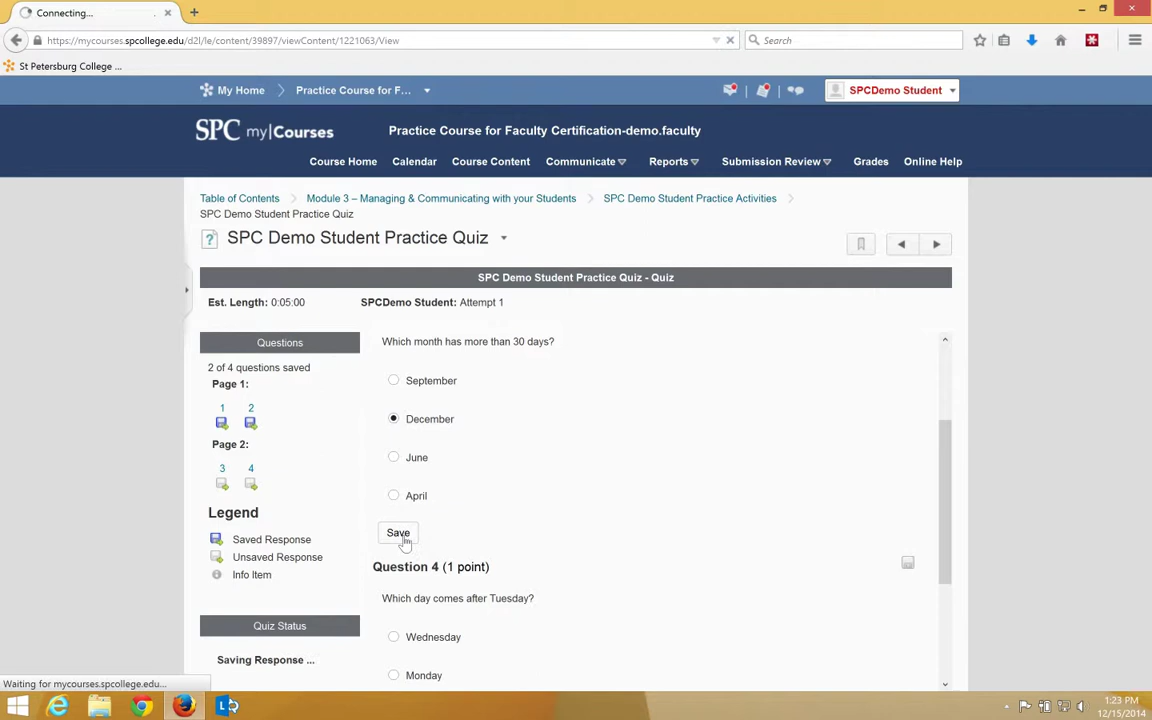 Connecting...
https://mycourses.spcollege.edu/d2l/le/content/39897/viewContent/1221063/View
Search
St Petersburg College ...
My Home
Practice Course for F...
SPCDemo Student
SPC my|Courses
Practice Course for Faculty Certification-demo.faculty
Course Home
Calendar
Course Content
Communicate
Reports
Submission Review
Grades
Online Help
Table of Contents
Module 3 – Managing & Communicating with your Students
SPC Demo Student Practice Activities
SPC Demo Student Practice Quiz
SPC Demo Student Practice Quiz
SPC Demo Student Practice Quiz - Quiz
Est. Length: 0:05:00
SPCDemo Student: Attempt 1
Questions
2 of 4 questions saved
Page 1:
1 2
Page 2:
3 4
Legend
Saved Response
Unsaved Response
Info Item
Quiz Status
Saving Response ...
Which month has more than 30 days?
September
December
June
April
Save
Question 4 (1 point)
Which day comes after Tuesday?
Wednesday
Monday
Waiting for mycourses.spcollege.edu...
1:23 PM
12/15/2014